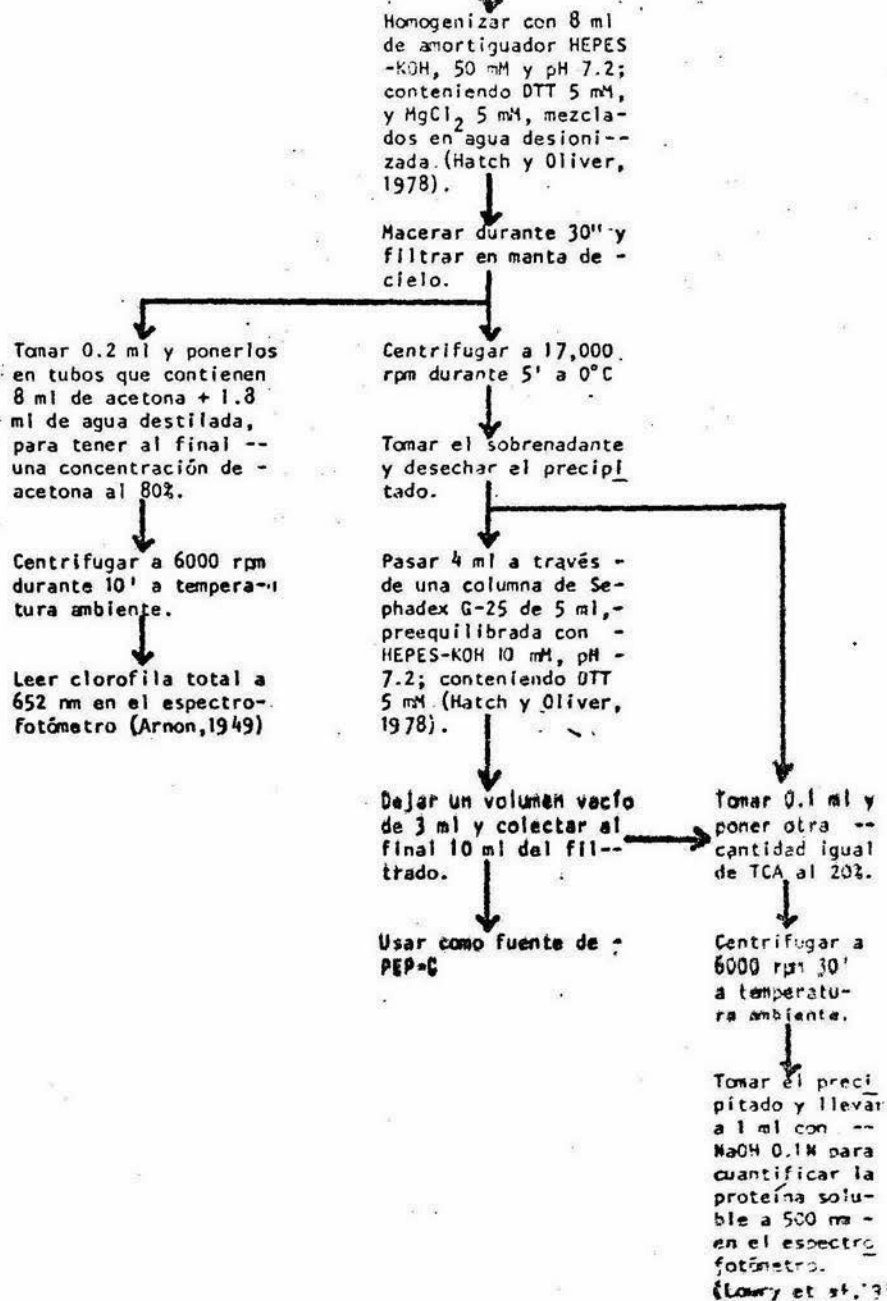 Homogenizar con 8 ml
de amortiguador HEPES
-KOH, 50 mM y pH 7.2;
conteniendo DTT 5 mM,
y MgCl2 5 mM, mezcla-
dos en agua desioni--
zada (Hatch y Oliver,
1978).
Macerar durante 30" y
filtrar en manta de -
cielo.
Tomar 0.2 ml y ponerlos
en tubos que contienen
8 ml de acetona + 1.8
ml de agua destilada,
para tener al final --
una concentración de -
acetona al 80%.
Centrifugar a 6000 rpm
durante 10' a tempera--
tura ambiente.
Leer clorofila total a
652 nm en el espectro-
fotómetro (Arnon,1949)
Centrifugar a 17,000
rpm durante 5' a 0°C
Tomar el sobrenadante
y desechar el precipi
tado.
Pasar 4 ml a través -
de una columna de Se-
phadex G-25 de 5 ml,-
preequilibrada con -
HEPES-KOH 10 mM, pH -
7.2; conteniendo DTT
5 mM (Hatch y Oliver,
1978).
Dejar un volumen vacío
de 3 ml y colectar al
final 10 ml del fil--
trado.
Usar como fuente de -
PEP-C
Tomar 0.1 ml y
poner otra --
cantidad igual
de TCA al 20%.
Centrifugar a
6000 rpm 30'
a temperatu-
ra ambiente.
Tomar el preci
pitado y llevar
a 1 ml con --
NaOH 0.1N para
cuantificar la
proteína solu-
ble a 500 nm -
en el espectro
fotómetro.
(Lowry et al,